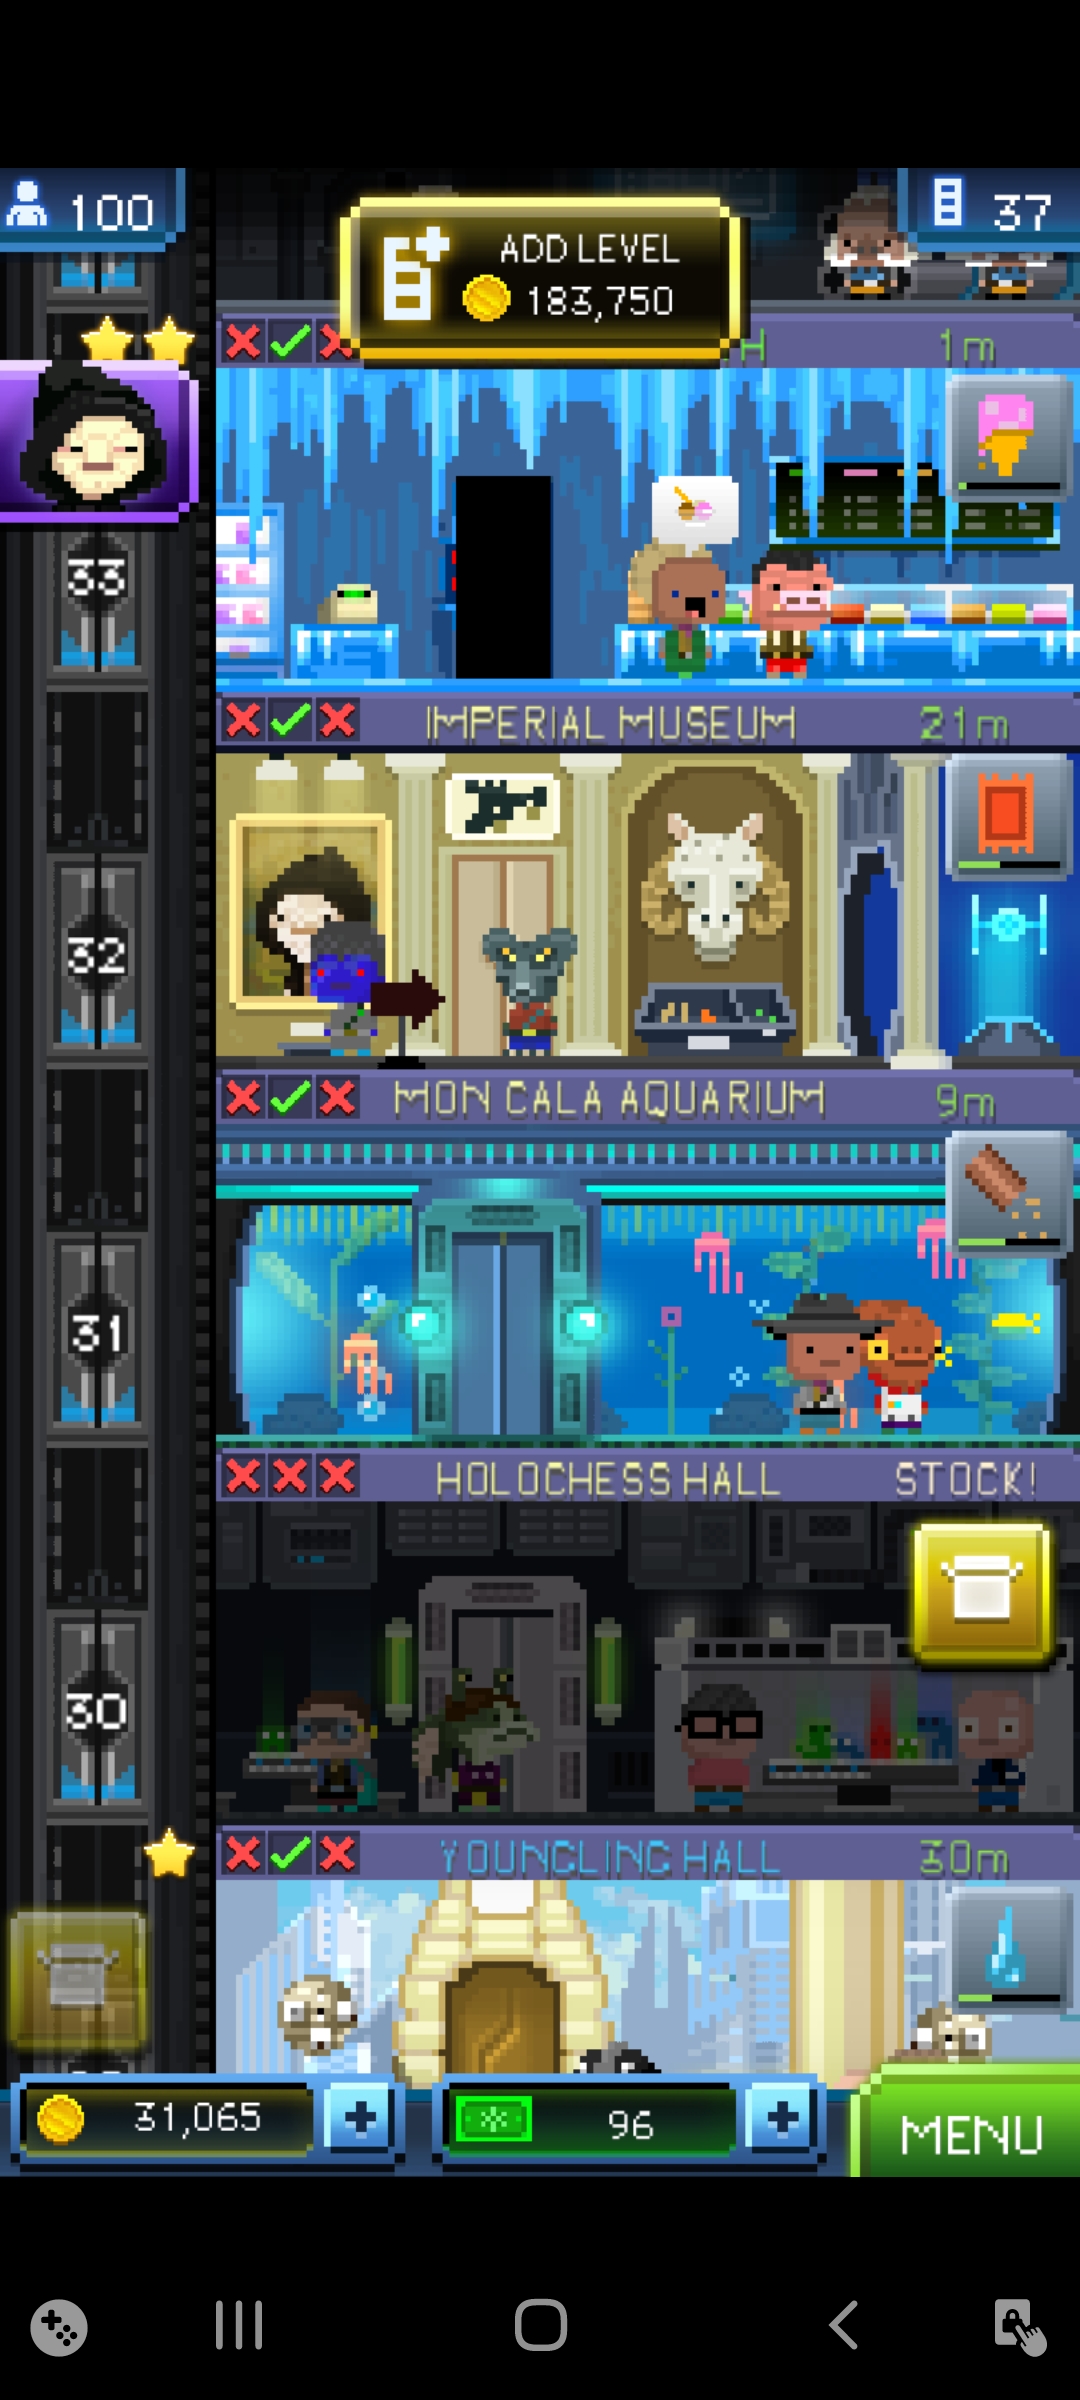 100
37
ADD LEVEL
183,750
H 1m
33
IMPERIAL MUSEUM 21m
32
MON CALA AQUARIUM 9m
31
HOLOCHESS HALL STOCK!
30
YOUNGLING HALL 30m
31,065 +
96 +
MENU